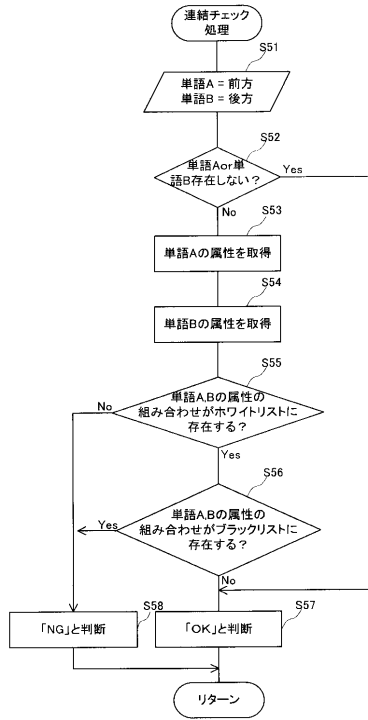 連結チェック
処理
S51
単語A = 前方
単語B = 後方
S52
単語Aor単
語B存在しない？
Yes
No
S53
単語Aの属性を取得
S54
単語Bの属性を取得
S55
単語A,Bの属性の
組み合わせがホワイトリストに
存在する？
No
Yes
S56
単語A,Bの属性の
組み合わせがブラックリストに
存在する？
Yes
No
S58
「NG」と判断
S57
「OK」と判断
リターン